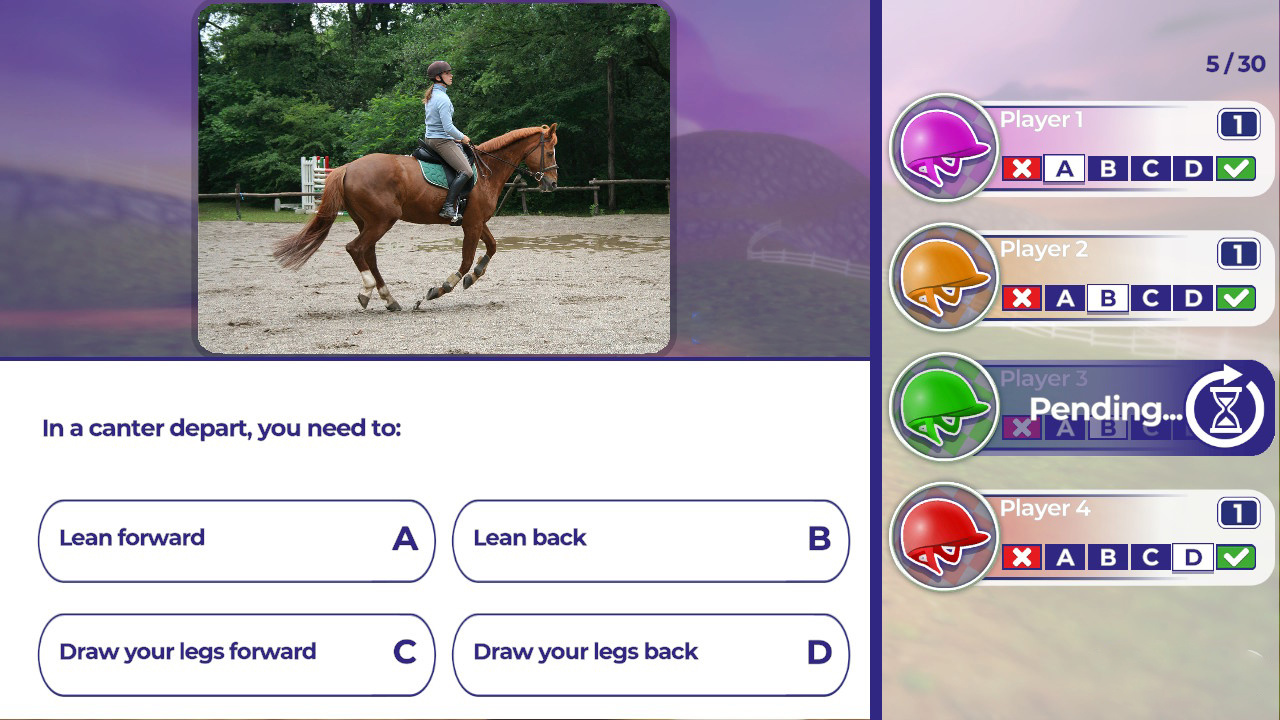 In a canter depart, you need to:
Lean forward A
Lean back B
Draw your legs forward C
Draw your legs back D
5 / 30
Player 1 1
A B C D
Player 2 1
A B C D
Player 3
Pending...
A B C
Player 4 1
A B C D